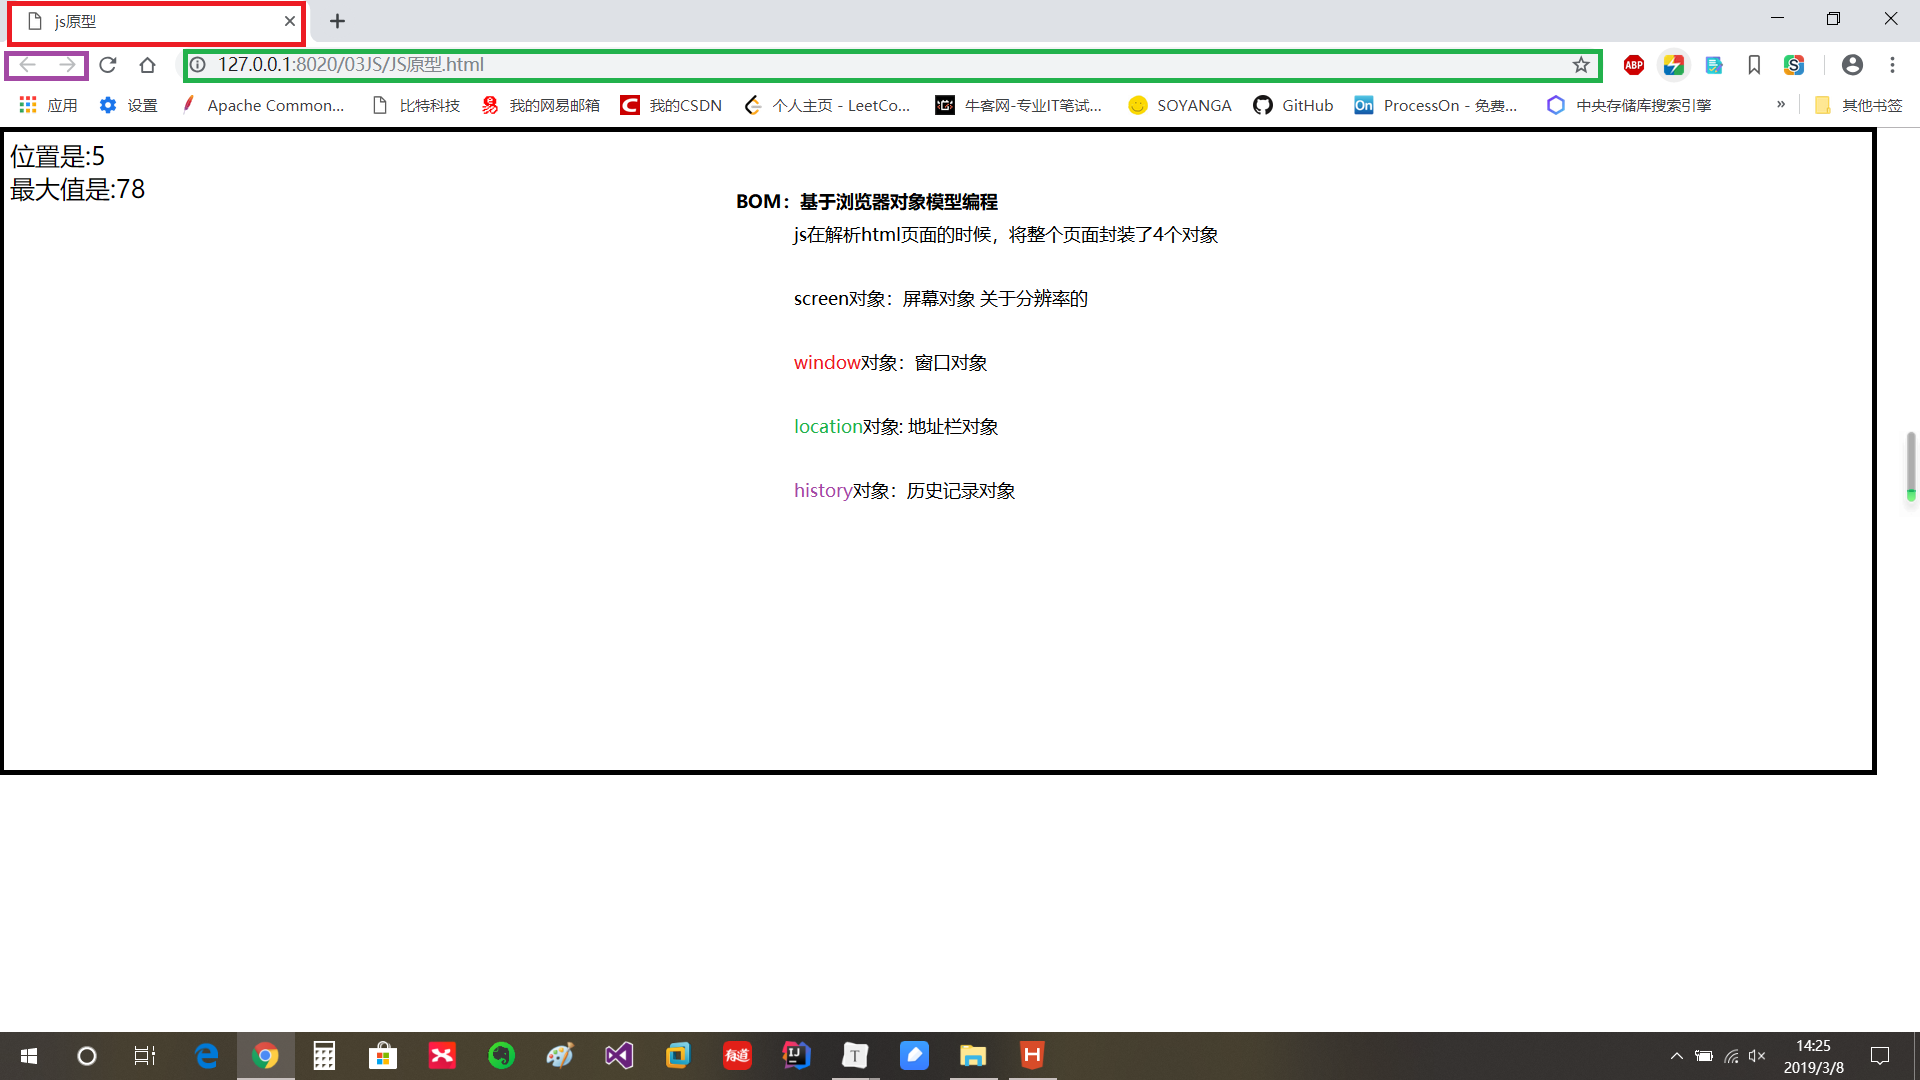 js原型
127.0.0.1:8020/03JS/JS原型.html
ABP
S
应用 设置 Apache Common... 比特科技 我的网易邮箱 我的CSDN 个人主页 - LeetCo... 牛客网-专业IT笔试... SOYANGA GitHub On ProcessOn - 免费... 中央存储库搜索引擎 » 其他书签
位置是:5
最大值是:78
BOM：基于浏览器对象模型编程
js在解析html页面的时候，将整个页面封装了4个对象
screen对象：屏幕对象 关于分辨率的
window对象：窗口对象
location对象: 地址栏对象
history对象：历史记录对象
有道
IJ
T
H
14:25
2019/3/8